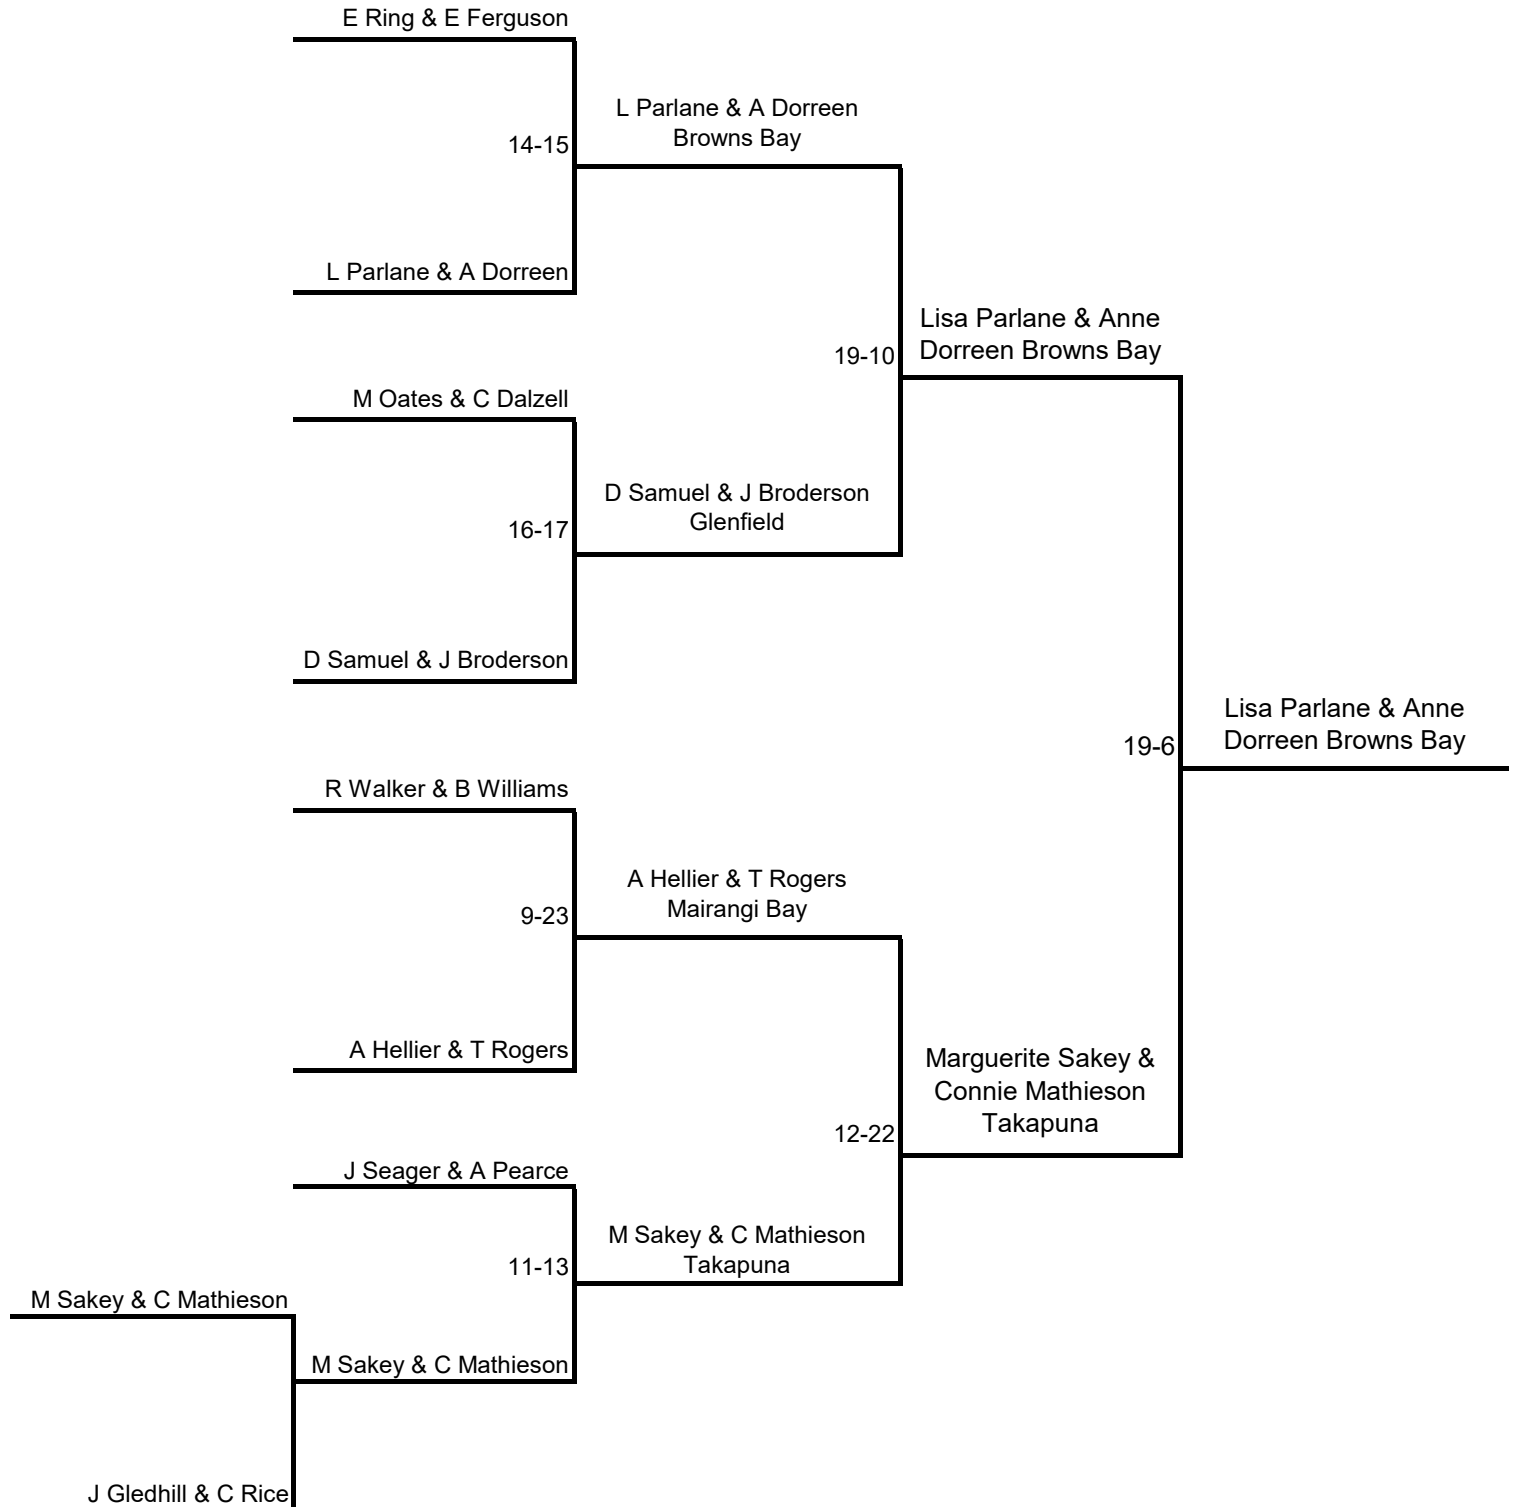 E Ring & E Ferguson
L Parlane & A Dorreen
Browns Bay
14-15
L Parlane & A Dorreen
Lisa Parlane & Anne
Dorreen Browns Bay
19-10
M Oates & C Dalzell
D Samuel & J Broderson
Glenfield
16-17
D Samuel & J Broderson
Lisa Parlane & Anne
Dorreen Browns Bay
19-6
R Walker & B Williams
A Hellier & T Rogers
Mairangi Bay
9-23
A Hellier & T Rogers
Marguerite Sakey &
Connie Mathieson
Takapuna
12-22
J Seager & A Pearce
M Sakey & C Mathieson
Takapuna
11-13
M Sakey & C Mathieson
M Sakey & C Mathieson
J Gledhill & C Rice